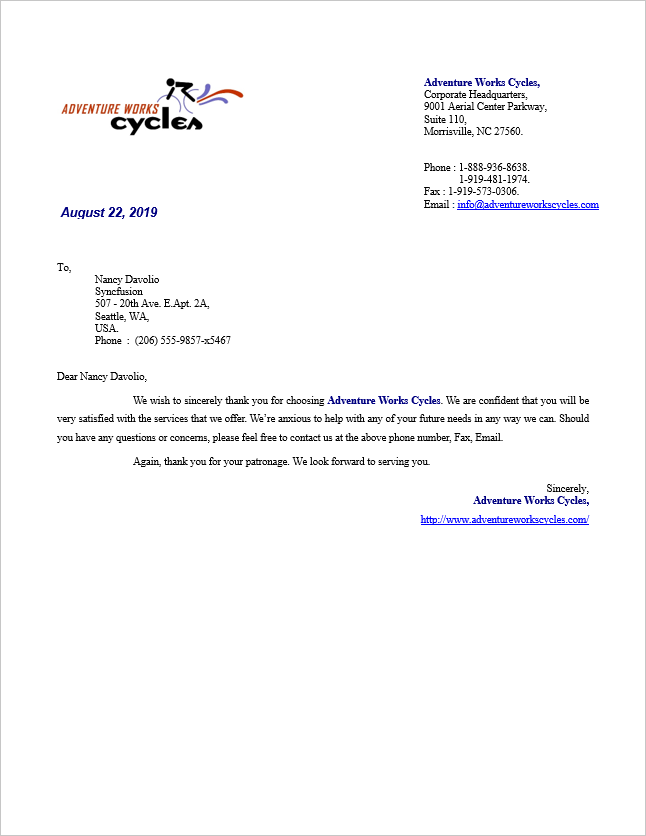 ADVENTURE WORKS
cycles
Adventure Works Cycles,
Corporate Headquarters,
9001 Aerial Center Parkway,
Suite 110,
Morrisville, NC 27560.
Phone : 1-888-936-8638.
1-919-481-1974.
Fax : 1-919-573-0306.
Email : info@adventureworkscycles.com
August 22, 2019
To,
Nancy Davolio
Syncfusion
507 - 20th Ave. E.Apt. 2A,
Seattle, WA,
USA.
Phone : (206) 555-9857-x5467
Dear Nancy Davolio,
We wish to sincerely thank you for choosing Adventure Works Cycles. We are confident that you will be
very satisfied with the services that we offer. We’re anxious to help with any of your future needs in any way we can. Should
you have any questions or concerns, please feel free to contact us at the above phone number, Fax, Email.
Again, thank you for your patronage. We look forward to serving you.
Sincerely,
Adventure Works Cycles,
http://www.adventureworkscycles.com/